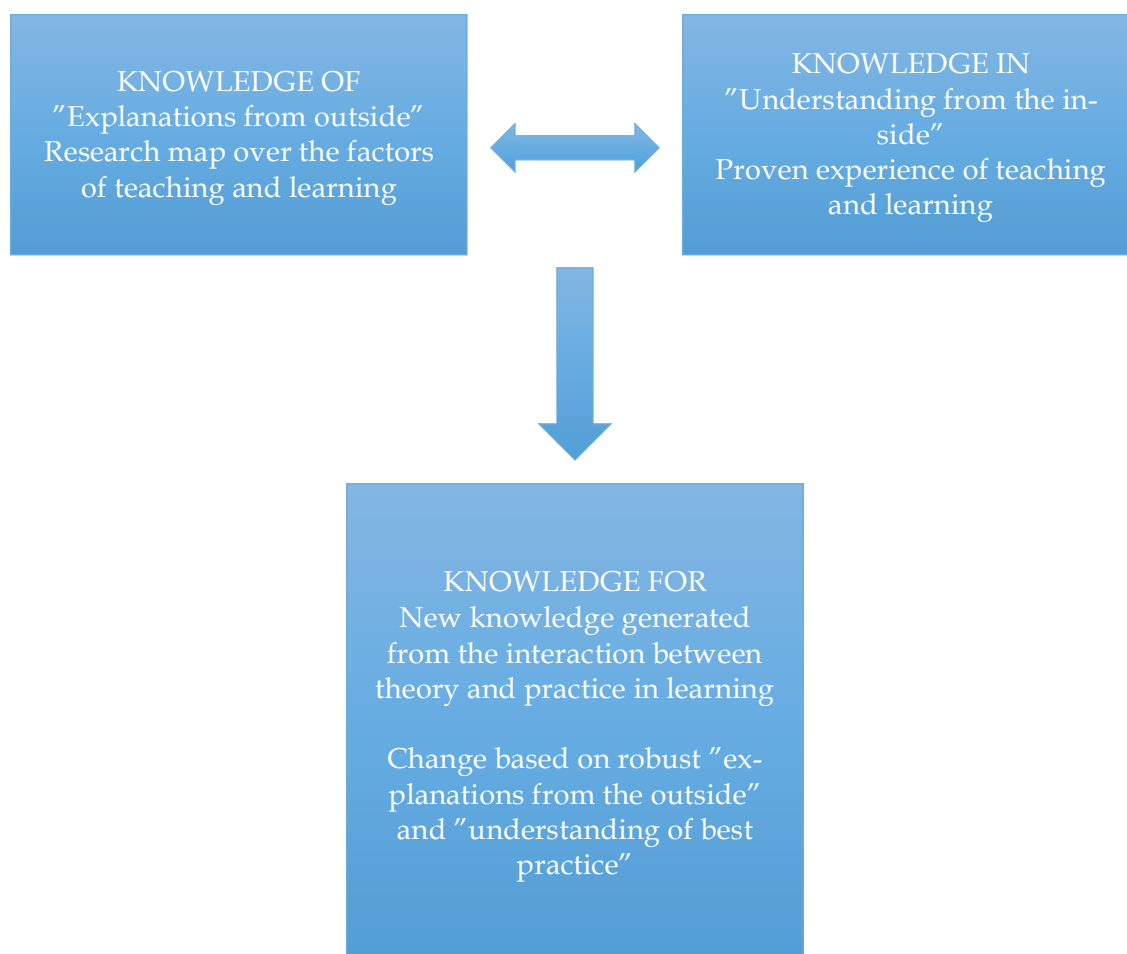 KNOWLEDGE OF
”Explanations from outside”
Research map over the factors
of teaching and learning
KNOWLEDGE IN
”Understanding from the in-
side”
Proven experience of teaching
and learning
KNOWLEDGE FOR
New knowledge generated
from the interaction between
theory and practice in learning
Change based on robust ”ex-
planations from the outside”
and ”understanding of best
practice”